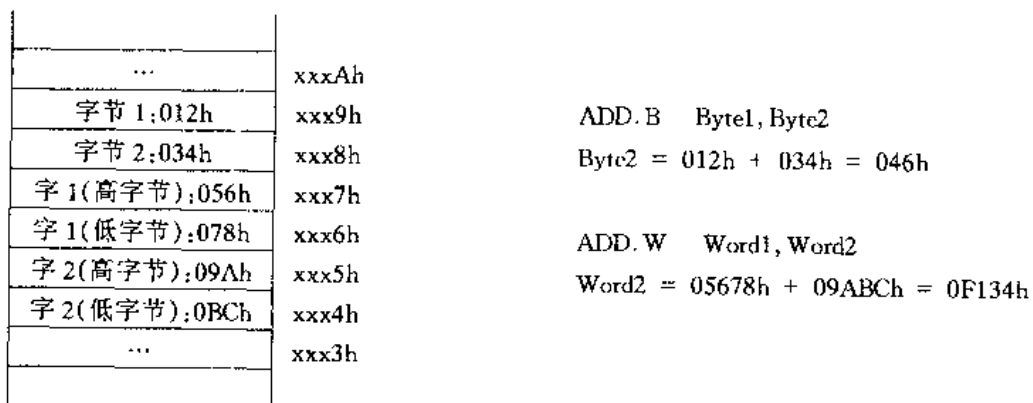 … xxxAh
字节 1:012h xxx9h
字节 2:034h xxx8h
字 1(高字节):056h xxx7h
字 1(低字节):078h xxx6h
字 2(高字节):09Ah xxx5h
字 2(低字节):0BCh xxx4h
… xxx3h
ADD.B Byte1,Byte2
Byte2 = 012h + 034h = 046h
ADD.W Word1,Word2
Word2 = 05678h + 09ABCh = 0F134h